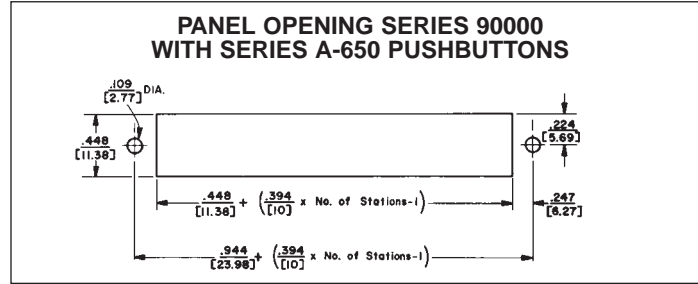 PANEL OPENING SERIES 90000
WITH SERIES A-650 PUSHBUTTONS
.109
[2.77] DIA.
.448
[11.38]
.224
[5.69]
.448
[11.38] + (.394
[10] x No. of Stations-1)
.247
[6.27]
.944
[23.98] + (.394
[10] x No. of Stations-1)